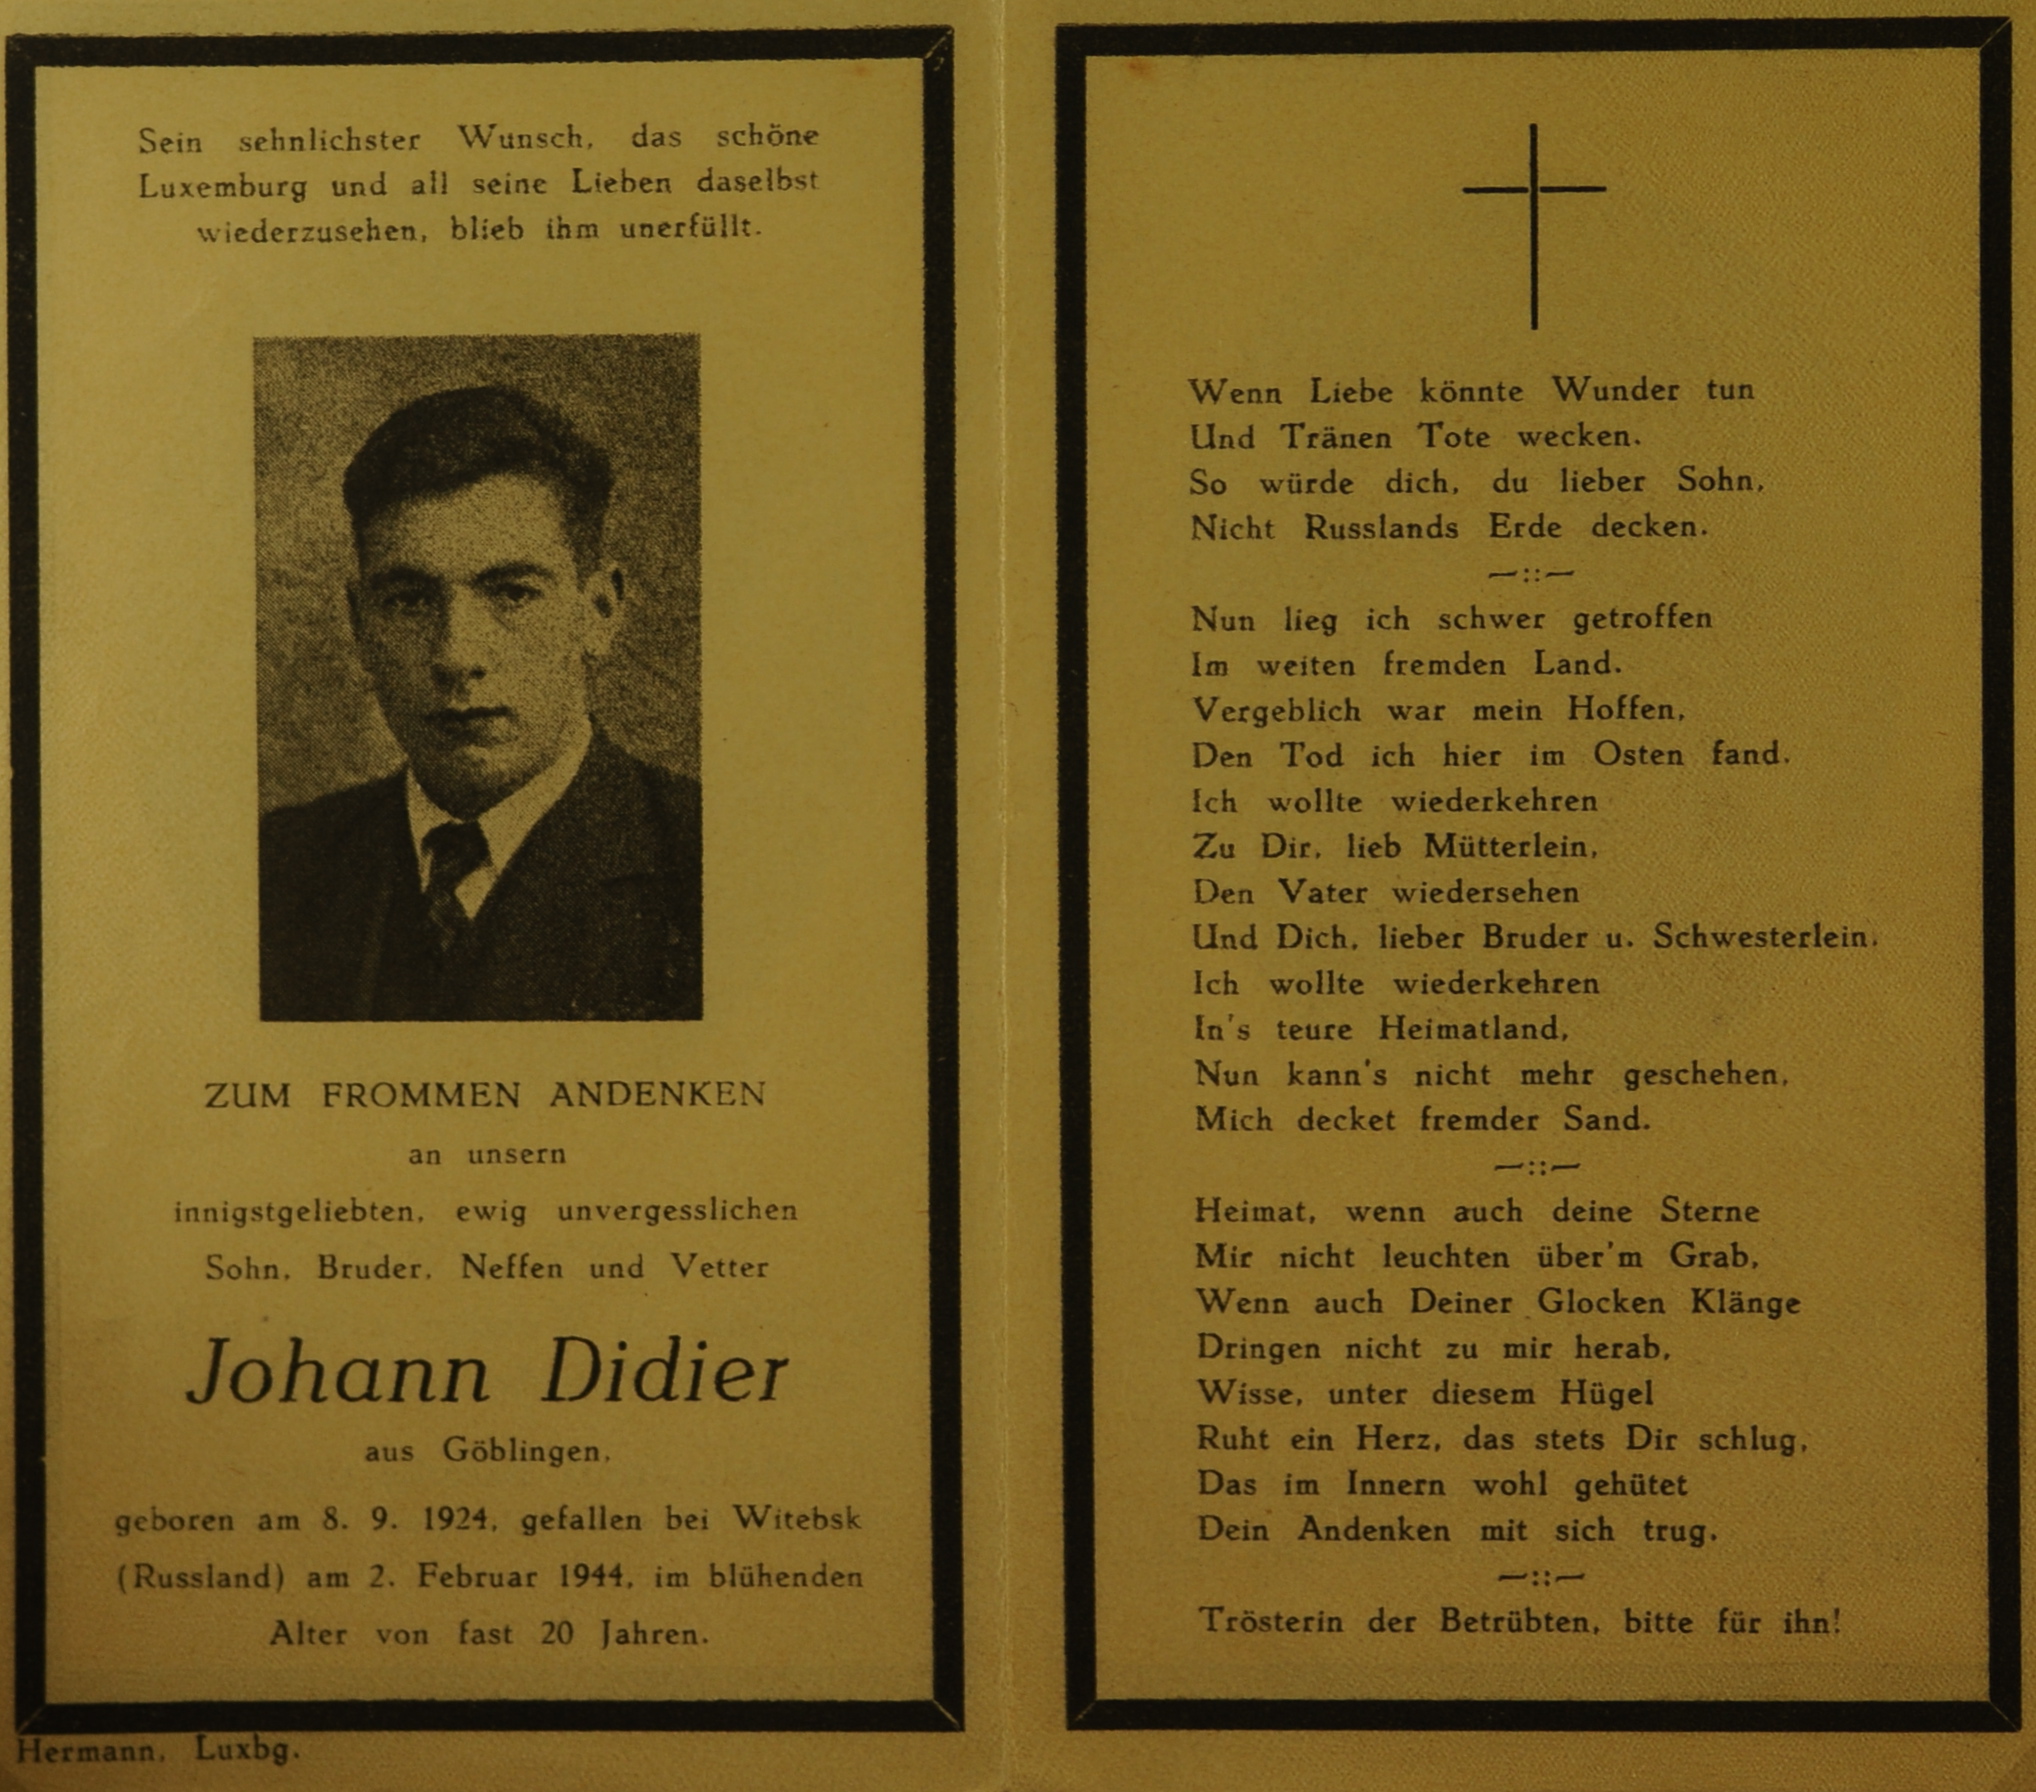 Sein sehnlichster Wunsch, das schöne
Luxemburg und all seine Lieben daselbst
wiederzusehen, blieb ihm unerfüllt.
ZUM FROMMEN ANDENKEN
an unsern
innigstgeliebten, ewig unvergesslichen
Sohn, Bruder, Neffen und Vetter
Johann Didier
aus Göblingen,
geboren am 8. 9. 1924, gefallen bei Witebsk
(Russland) am 2. Februar 1944, im blühenden
Alter von fast 20 Jahren.
Hermann, Luxbg.
Wenn Liebe könnte Wunder tun
Und Tränen Tote wecken.
So würde dich, du lieber Sohn,
Nicht Russlands Erde decken.
—::—
Nun lieg ich schwer getroffen
Im weiten fremden Land.
Vergeblich war mein Hoffen,
Den Tod ich hier im Osten fand.
Ich wollte wiederkehren
Zu Dir, lieb Mütterlein,
Den Vater wiedersehen
Und Dich, lieber Bruder u. Schwesterlein.
Ich wollte wiederkehren
In's teure Heimatland,
Nun kann's nicht mehr geschehen,
Mich decket fremder Sand.
—::—
Heimat, wenn auch deine Sterne
Mir nicht leuchten über'm Grab,
Wenn auch Deiner Glocken Klänge
Dringen nicht zu mir herab,
Wisse, unter diesem Hügel
Ruht ein Herz, das stets Dir schlug,
Das im Innern wohl gehütet
Dein Andenken mit sich trug.
—::—
Trösterin der Betrübten, bitte für ihn!